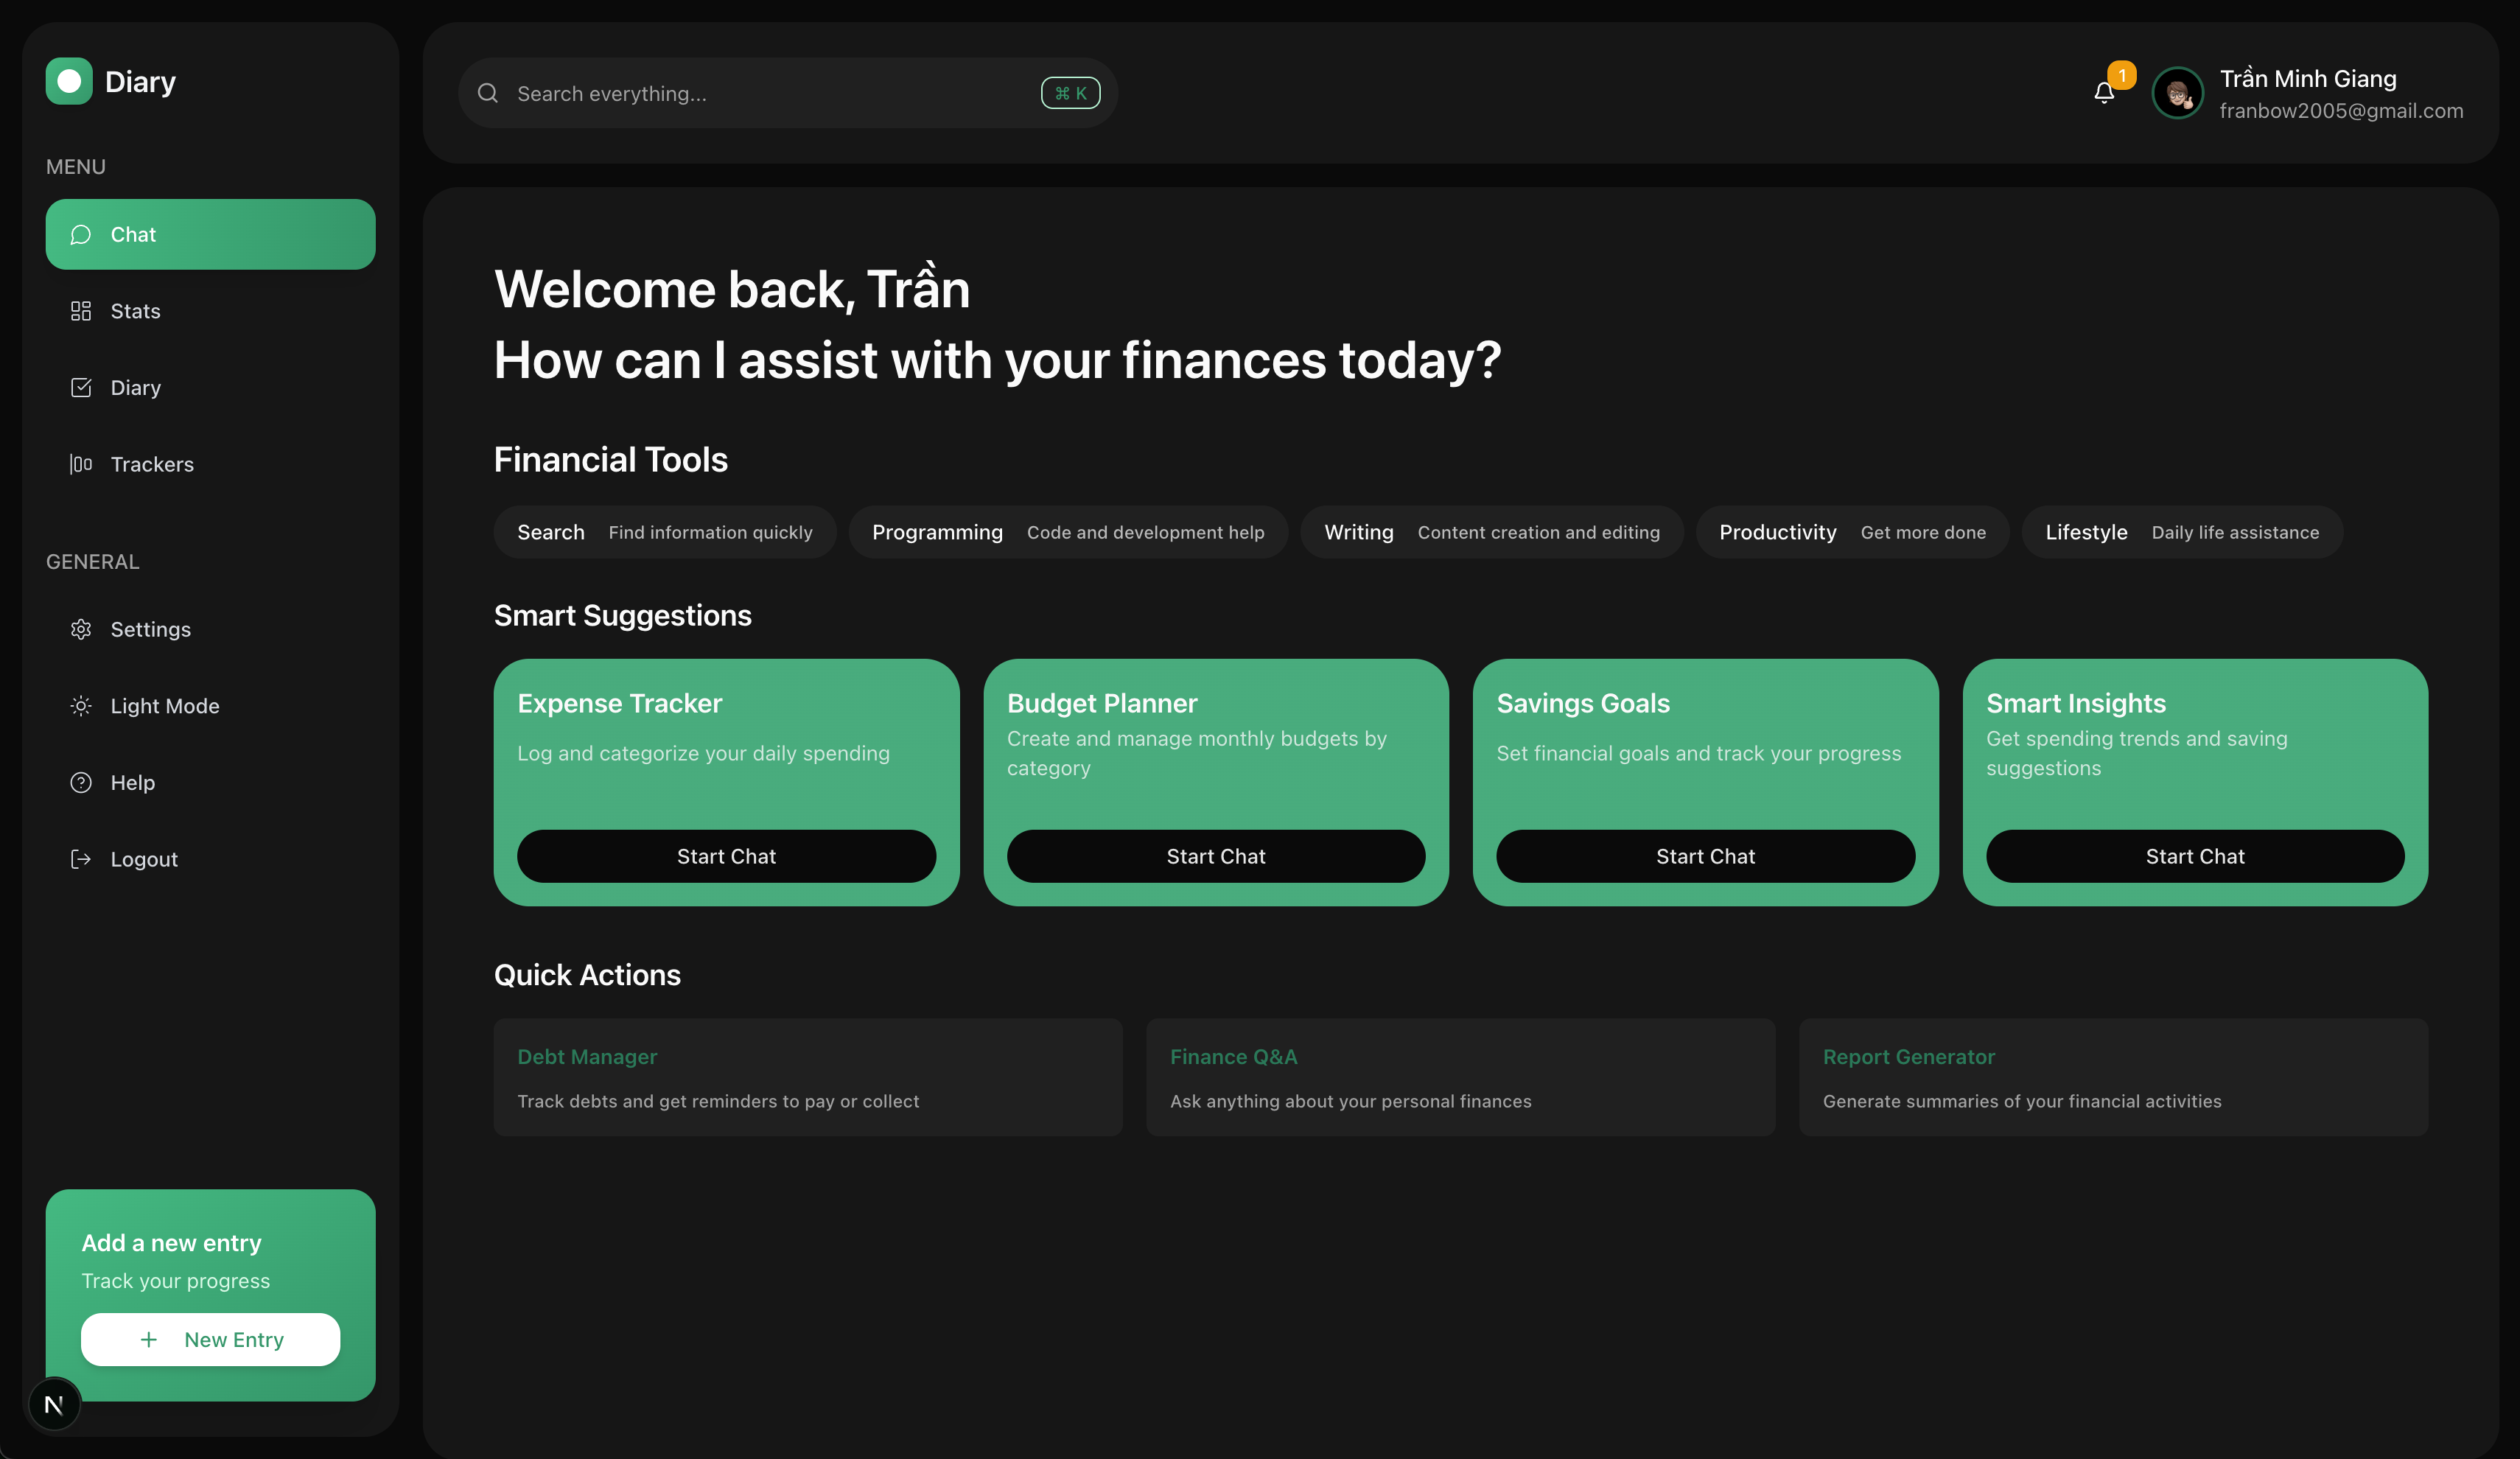 Diary
MENU
Chat
Stats
Diary
Trackers
GENERAL
Settings
Light Mode
Help
Logout
Add a new entry
Track your progress
+ New Entry
N
Search everything...
⌘ K
1
Trần Minh Giang
franbow2005@gmail.com
Welcome back, Trần
How can I assist with your finances today?
Financial Tools
Search Find information quickly
Programming Code and development help
Writing Content creation and editing
Productivity Get more done
Lifestyle Daily life assistance
Smart Suggestions
Expense Tracker
Log and categorize your daily spending
Start Chat
Budget Planner
Create and manage monthly budgets by
category
Start Chat
Savings Goals
Set financial goals and track your progress
Start Chat
Smart Insights
Get spending trends and saving
suggestions
Start Chat
Quick Actions
Debt Manager
Track debts and get reminders to pay or collect
Finance Q&A
Ask anything about your personal finances
Report Generator
Generate summaries of your financial activities